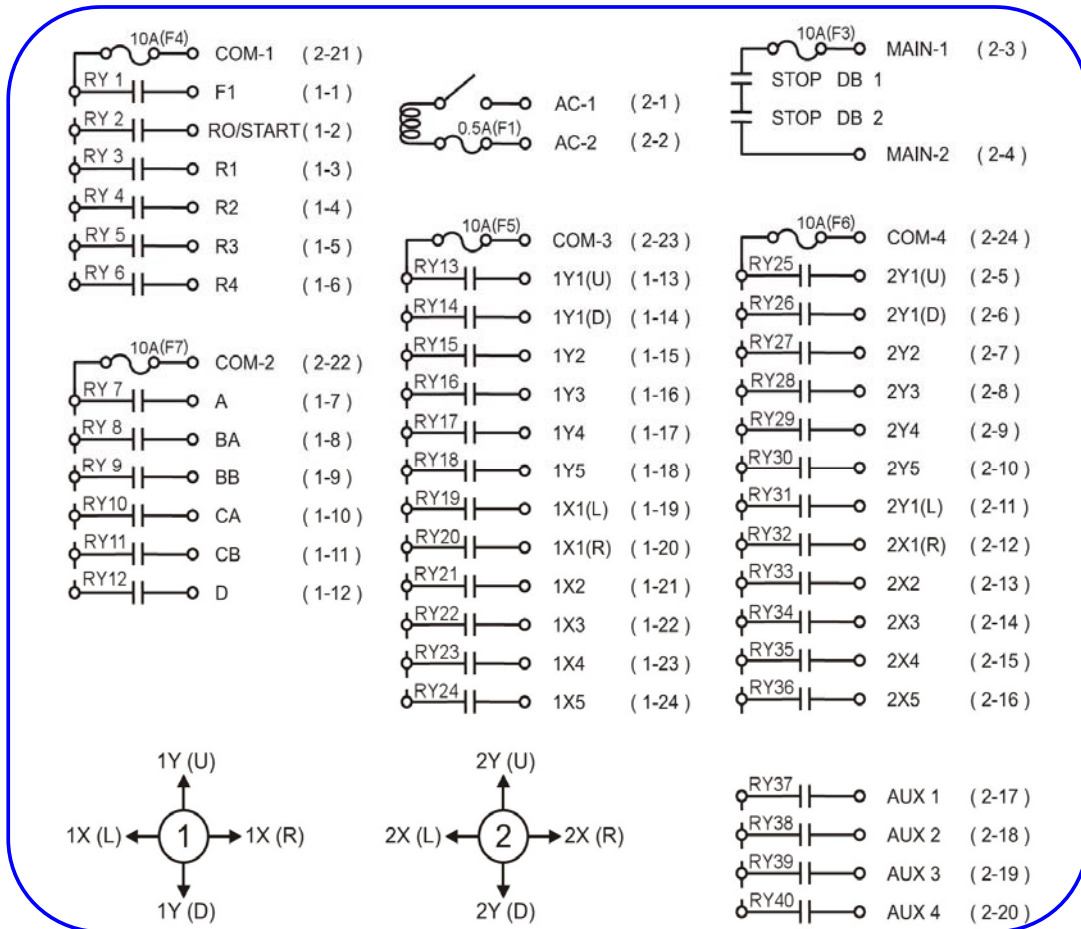 10A(F4) COM-1 ( 2-21 )
RY 1 F1 ( 1-1 )
RY 2 RO/START ( 1-2 )
RY 3 R1 ( 1-3 )
RY 4 R2 ( 1-4 )
RY 5 R3 ( 1-5 )
RY 6 R4 ( 1-6 )
10A(F7) COM-2 ( 2-22 )
RY 7 A ( 1-7 )
RY 8 BA ( 1-8 )
RY 9 BB ( 1-9 )
RY10 CA ( 1-10 )
RY11 CB ( 1-11 )
RY12 D ( 1-12 )
AC-1 ( 2-1 )
0.5A(F1) AC-2 ( 2-2 )
10A(F5) COM-3 ( 2-23 )
RY13 1Y1(U) ( 1-13 )
RY14 1Y1(D) ( 1-14 )
RY15 1Y2 ( 1-15 )
RY16 1Y3 ( 1-16 )
RY17 1Y4 ( 1-17 )
RY18 1Y5 ( 1-18 )
RY19 1X1(L) ( 1-19 )
RY20 1X1(R) ( 1-20 )
RY21 1X2 ( 1-21 )
RY22 1X3 ( 1-22 )
RY23 1X4 ( 1-23 )
RY24 1X5 ( 1-24 )
10A(F3) MAIN-1 ( 2-3 )
STOP DB 1
STOP DB 2
MAIN-2 ( 2-4 )
10A(F6) COM-4 ( 2-24 )
RY25 2Y1(U) ( 2-5 )
RY26 2Y1(D) ( 2-6 )
RY27 2Y2 ( 2-7 )
RY28 2Y3 ( 2-8 )
RY29 2Y4 ( 2-9 )
RY30 2Y5 ( 2-10 )
RY31 2Y1(L) ( 2-11 )
RY32 2X1(R) ( 2-12 )
RY33 2X2 ( 2-13 )
RY34 2X3 ( 2-14 )
RY35 2X4 ( 2-15 )
RY36 2X5 ( 2-16 )
RY37 AUX 1 ( 2-17 )
RY38 AUX 2 ( 2-18 )
RY39 AUX 3 ( 2-19 )
RY40 AUX 4 ( 2-20 )
1Y (U)
1X (L) 1 1X (R)
1Y (D)
2Y (U)
2X (L) 2 2X (R)
2Y (D)